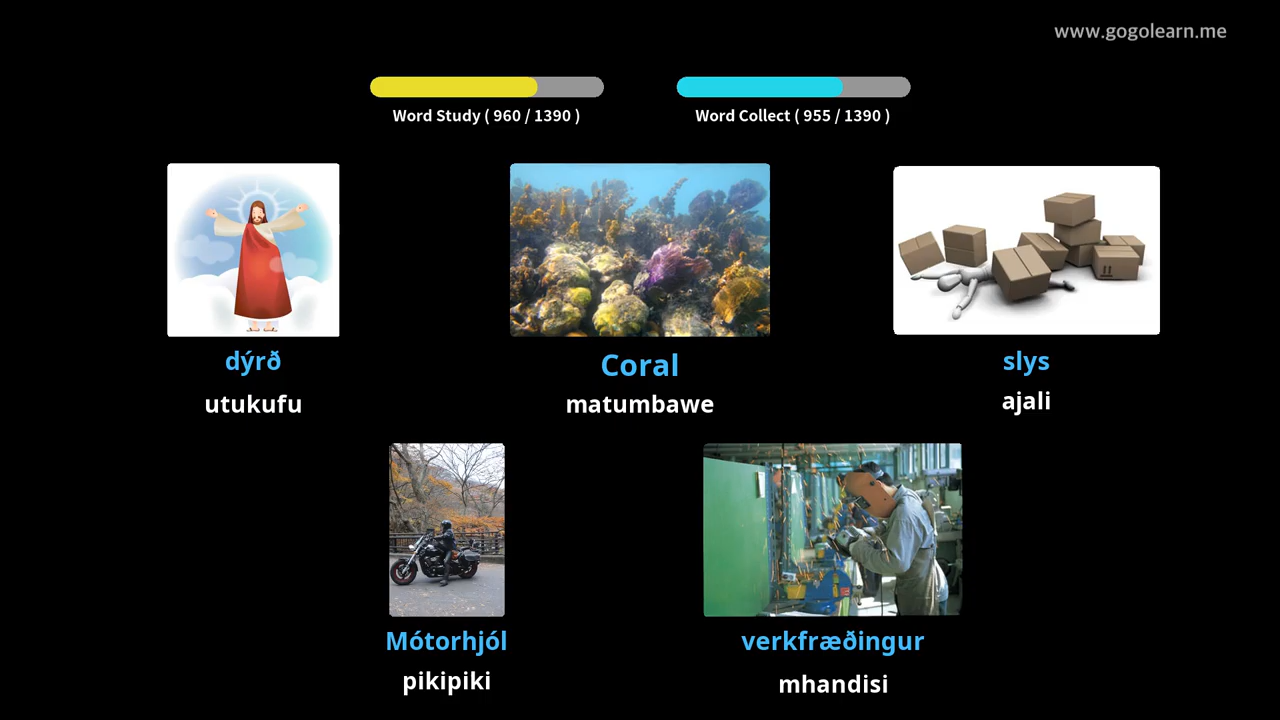 www.gogolearn.me
Word Study ( 960 / 1390 )
Word Collect ( 955 / 1390 )
dýrð
utukufu
Coral
matumbawe
slys
ajali
Mótorhjól
pikipiki
verkfræðingur
mhandisi